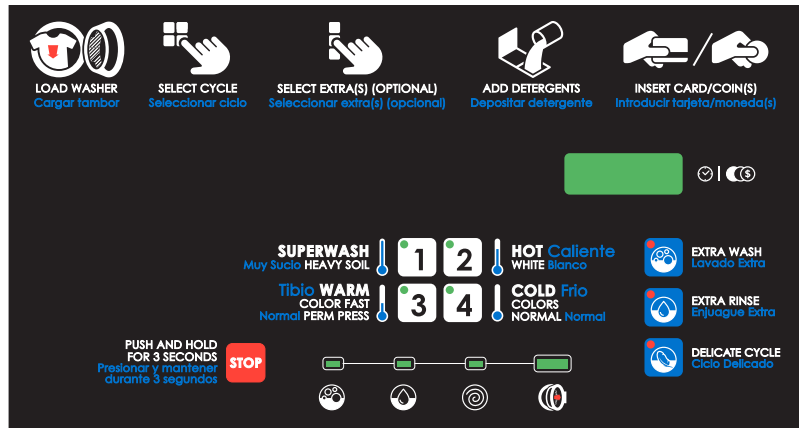 LOAD WASHER
Cargar tambor
SELECT CYCLE
Seleccionar ciclo
SELECT EXTRA(S) (OPTIONAL)
Seleccionar extra(s) (opcional)
ADD DETERGENTS
Depositar detergente
INSERT CARD/COIN(S)
Introducir tarjeta/moneda(s)
$
SUPERWASH
Muy Sucio HEAVY SOIL
1
2
HOT Caliente
WHITE Blanco
Tibio WARM
COLOR FAST
Normal PERM PRESS
3
4
COLD Frio
COLORS
NORMAL Normal
EXTRA WASH
Lavado Extra
EXTRA RINSE
Enjuague Extra
DELICATE CYCLE
Ciclo Delicado
PUSH AND HOLD
FOR 3 SECONDS
Presionar y mantener
durante 3 segundos
STOP